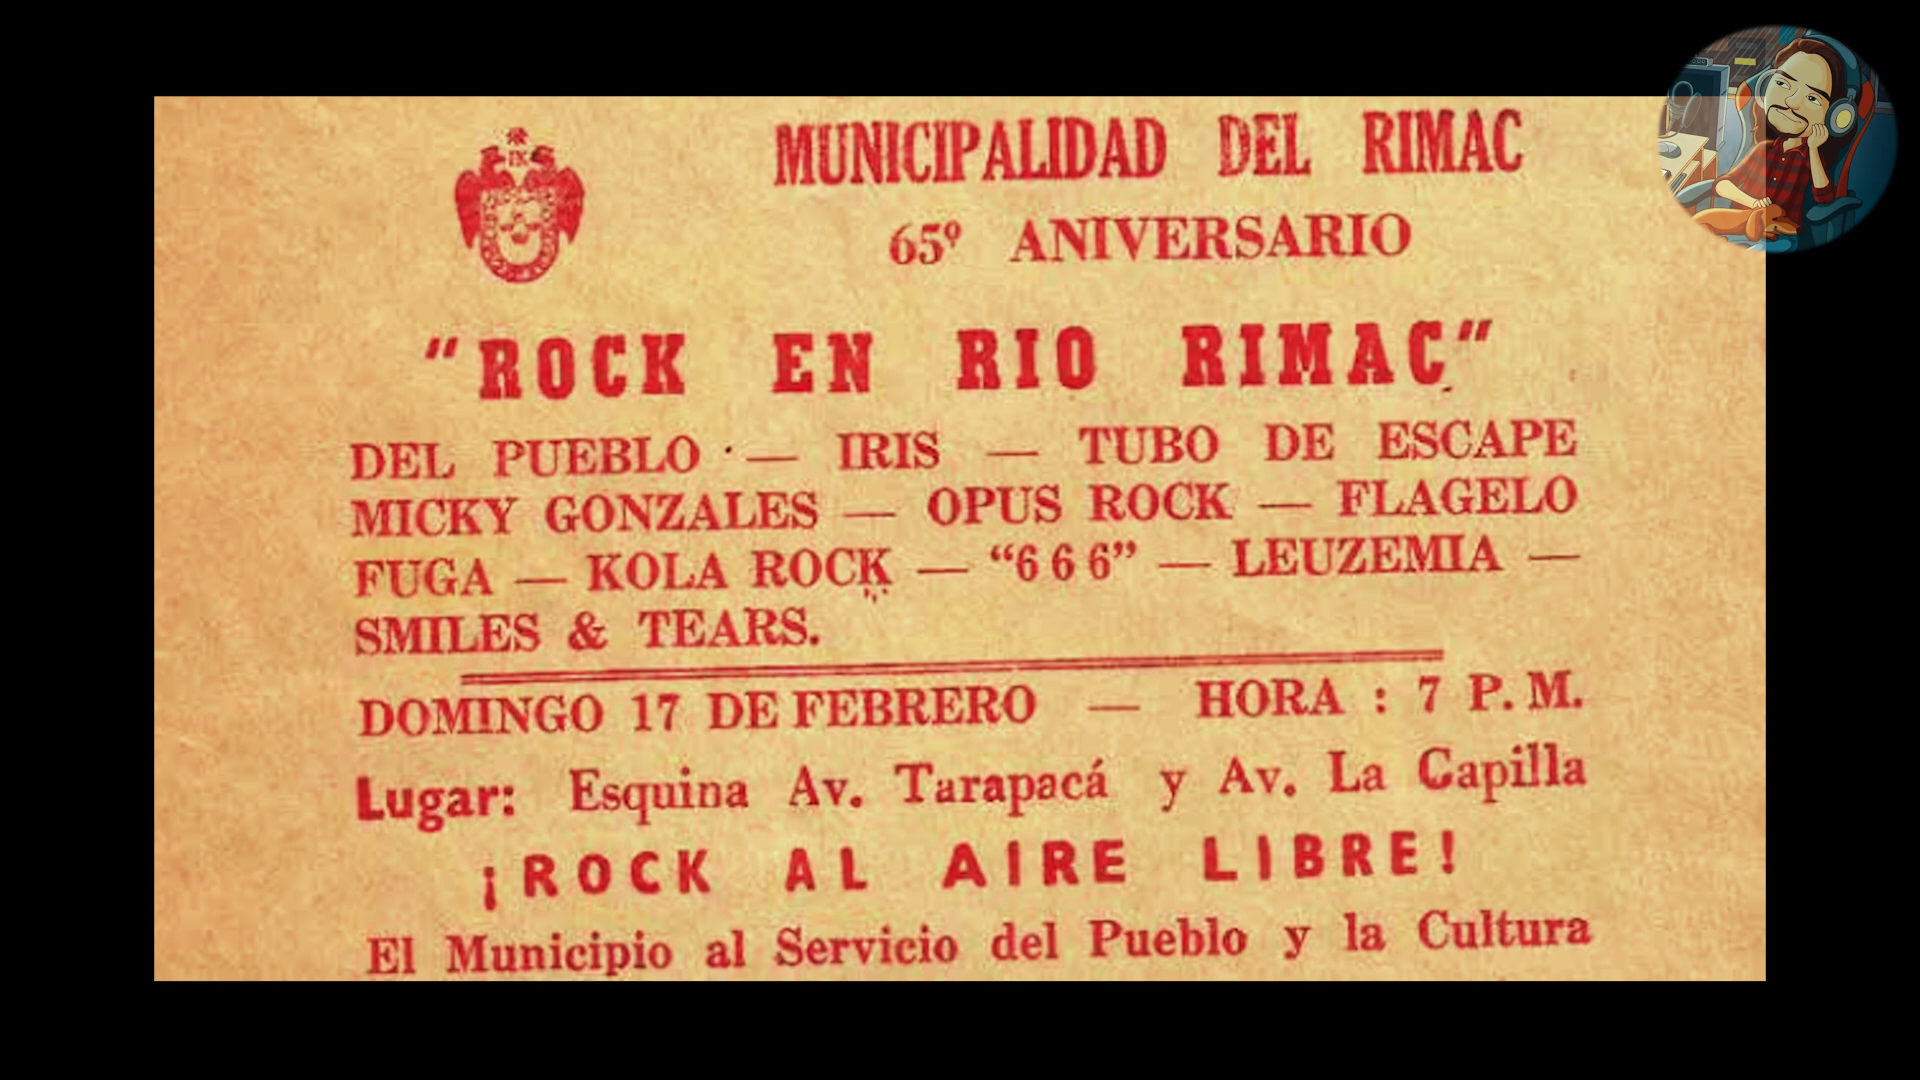 IK
MUNICIPALIDAD DEL RIMAC
65º ANIVERSARIO
"ROCK EN RIO RIMAC"
DEL PUEBLO — IRIS — TUBO DE ESCAPE
MICKY GONZALES — OPUS ROCK — FLAGELO
FUGA — KOLA ROCK — "6 6 6" — LEUZEMIA —
SMILES & TEARS.
DOMINGO 17 DE FEBRERO — HORA : 7 P. M.
Lugar: Esquina Av. Tarapacá y Av. La Capilla
¡ROCK AL AIRE LIBRE!
El Municipio al Servicio del Pueblo y la Cultura